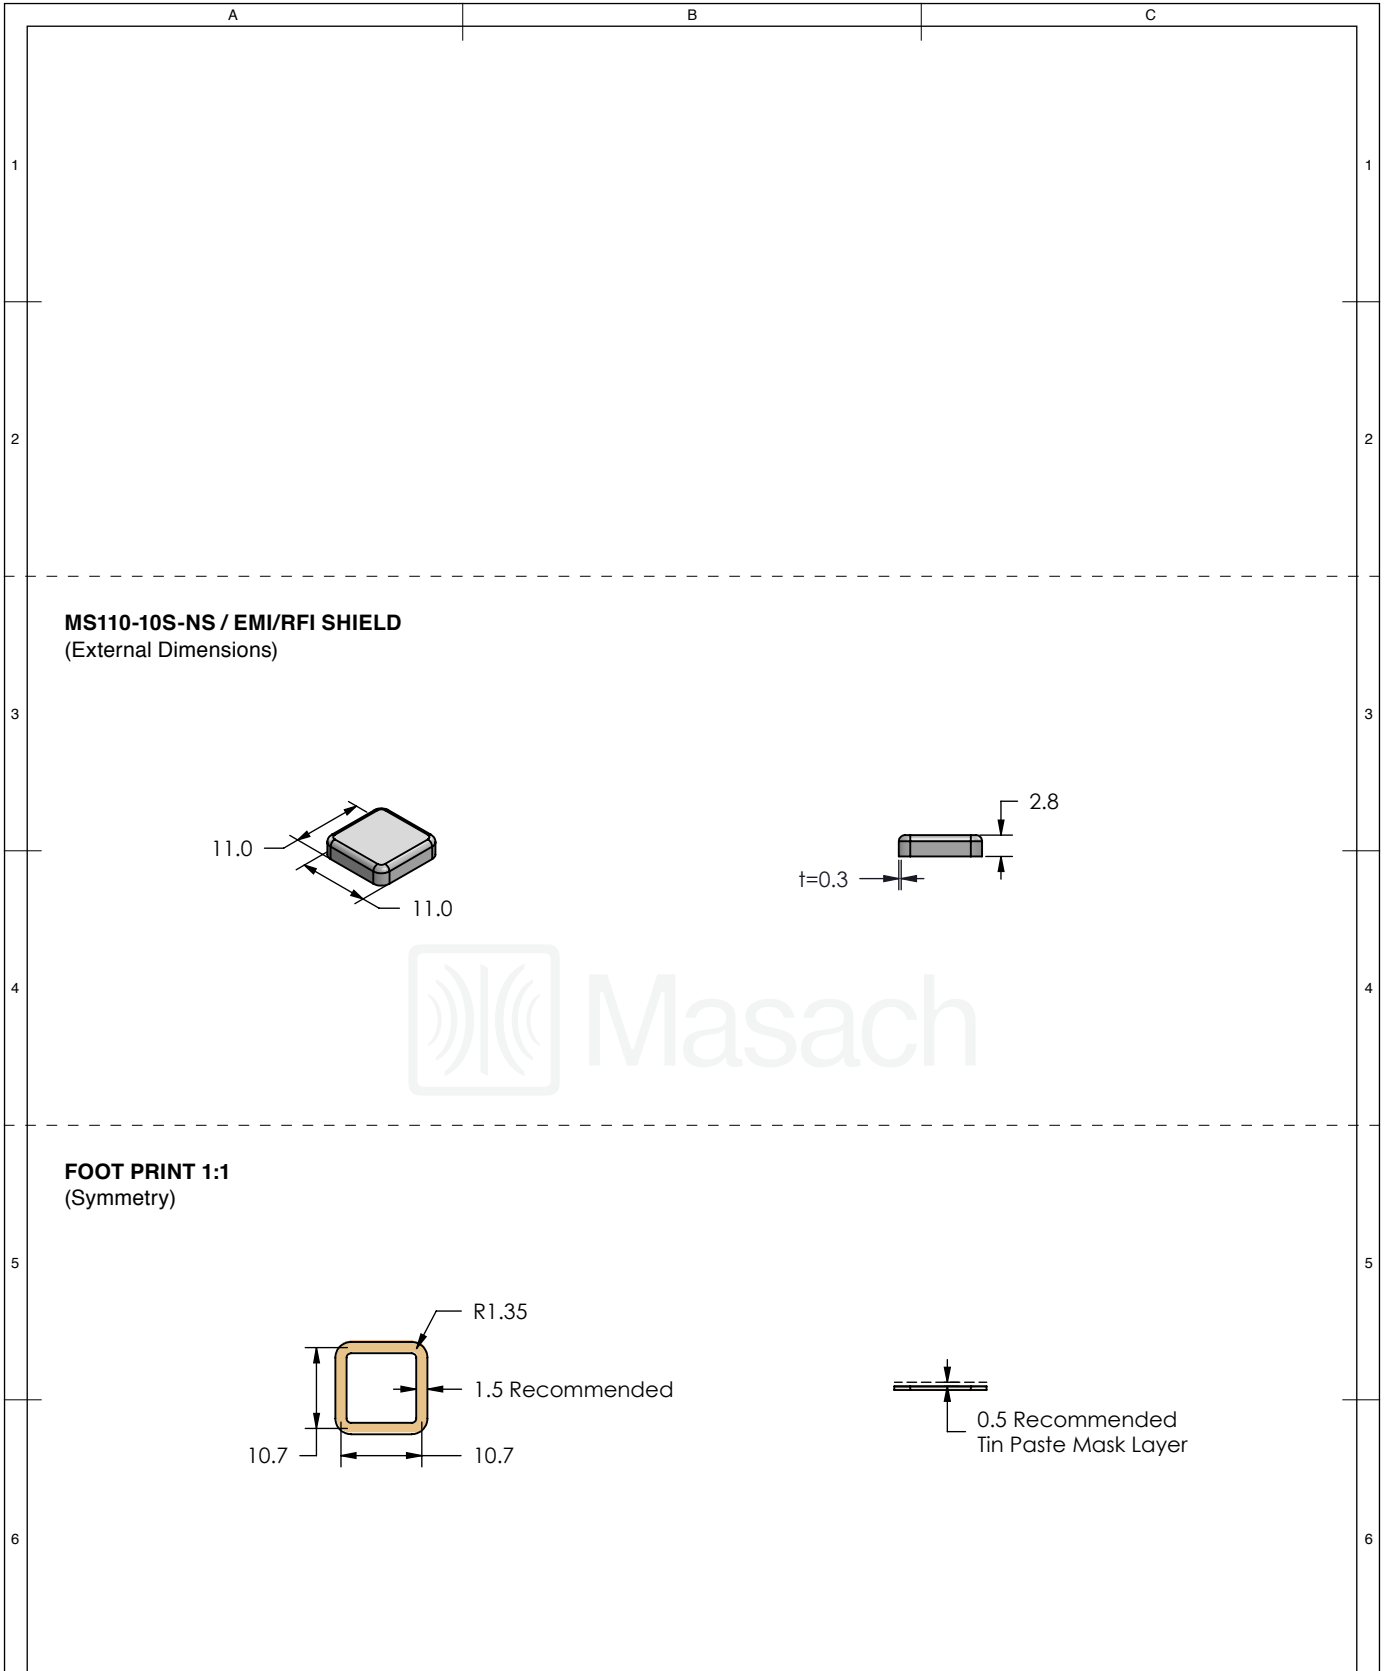 A B C
1 1
2 2
MS110-10S-NS / EMI/RFI SHIELD
(External Dimensions)
3 3
2.8
11.0
t=0.3
11.0
Masach
4 4
FOOT PRINT 1:1
(Symmetry)
5 5
R1.35
1.5 Recommended
0.5 Recommended
Tin Paste Mask Layer
10.7 10.7
6 6